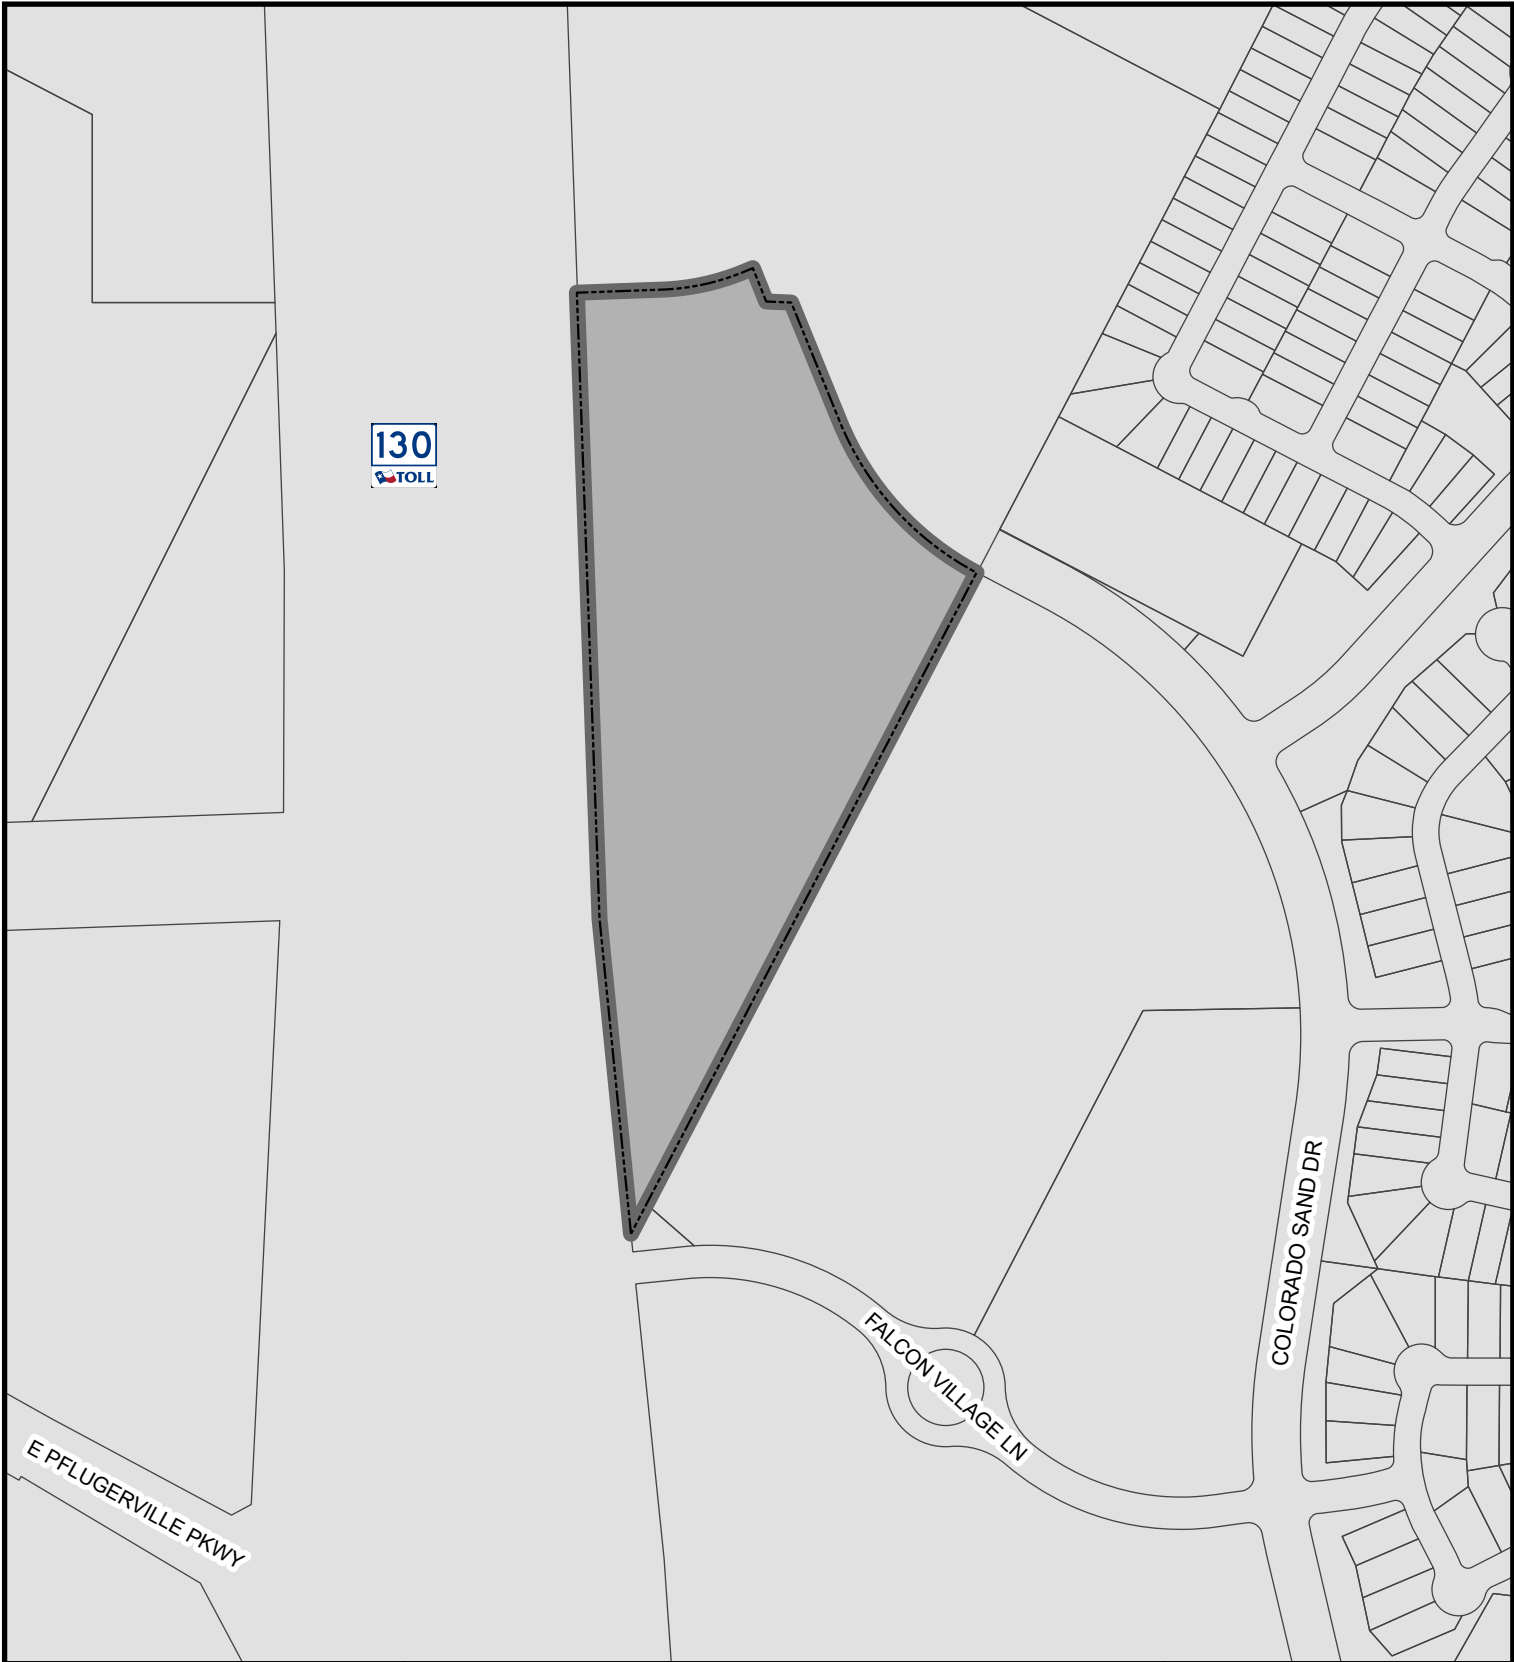 130
TOLL
COLORADO SAND DR
FALCON VILLAGE LN
E PFLUGERVILLE PKWY